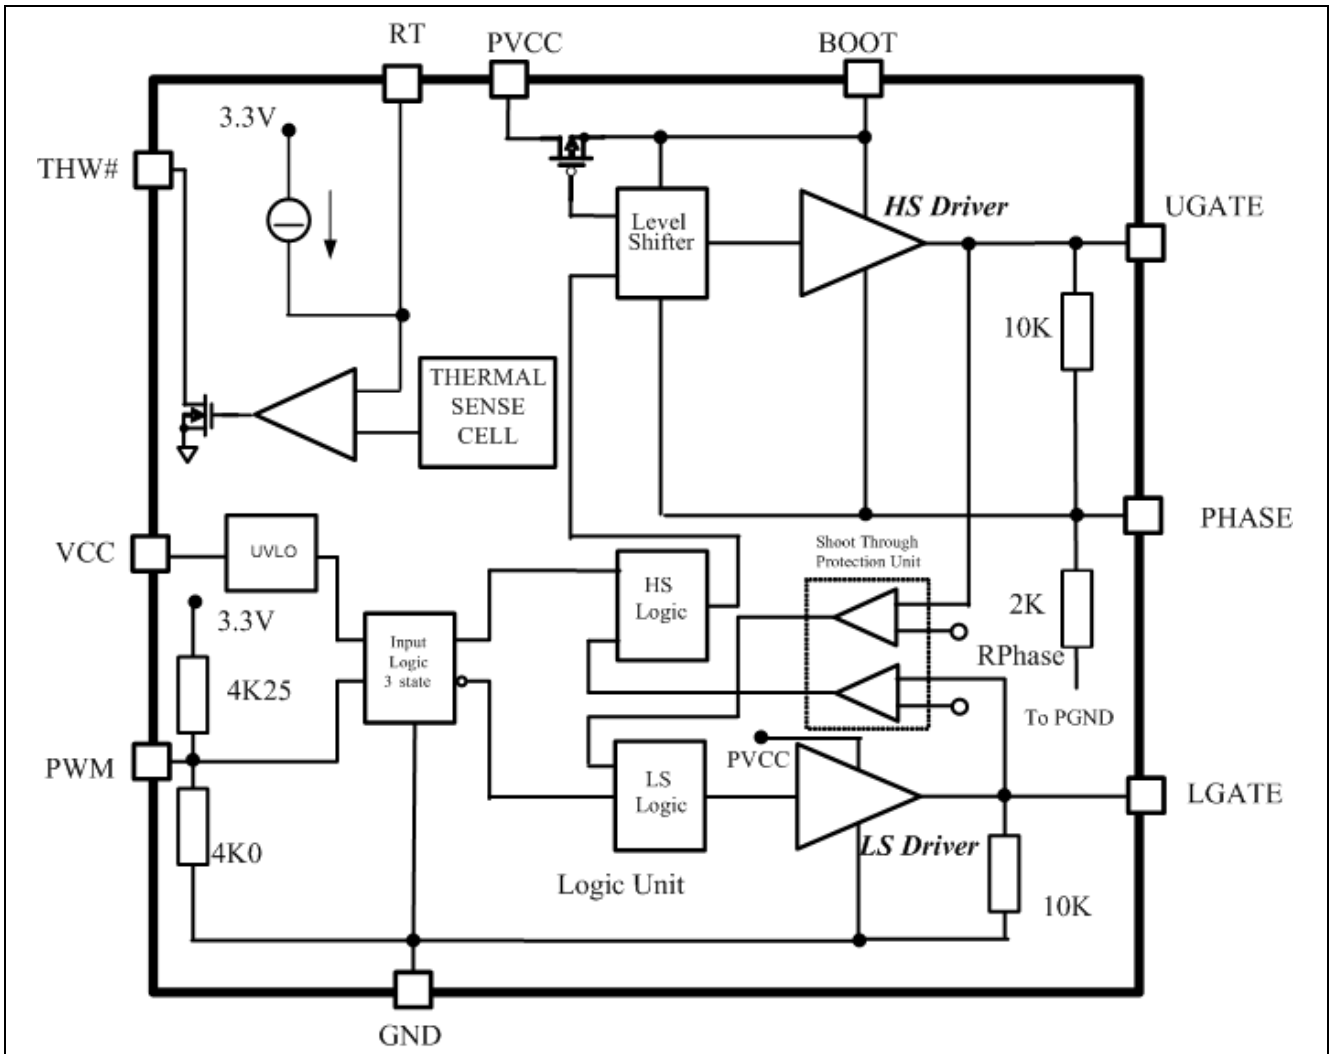 RT
PVCC
BOOT
3.3V
THW#
Level
Shifter
HS Driver
UGATE
10K
THERMAL
SENSE
CELL
VCC
UVLO
PHASE
Shoot Through
Protection Unit
3.3V
HS
Logic
2K
Input
Logic
3 state
RPhase
4K25
To PGND
PWM
PVCC
LS
Logic
LGATE
4K0
LS Driver
Logic Unit
10K
GND